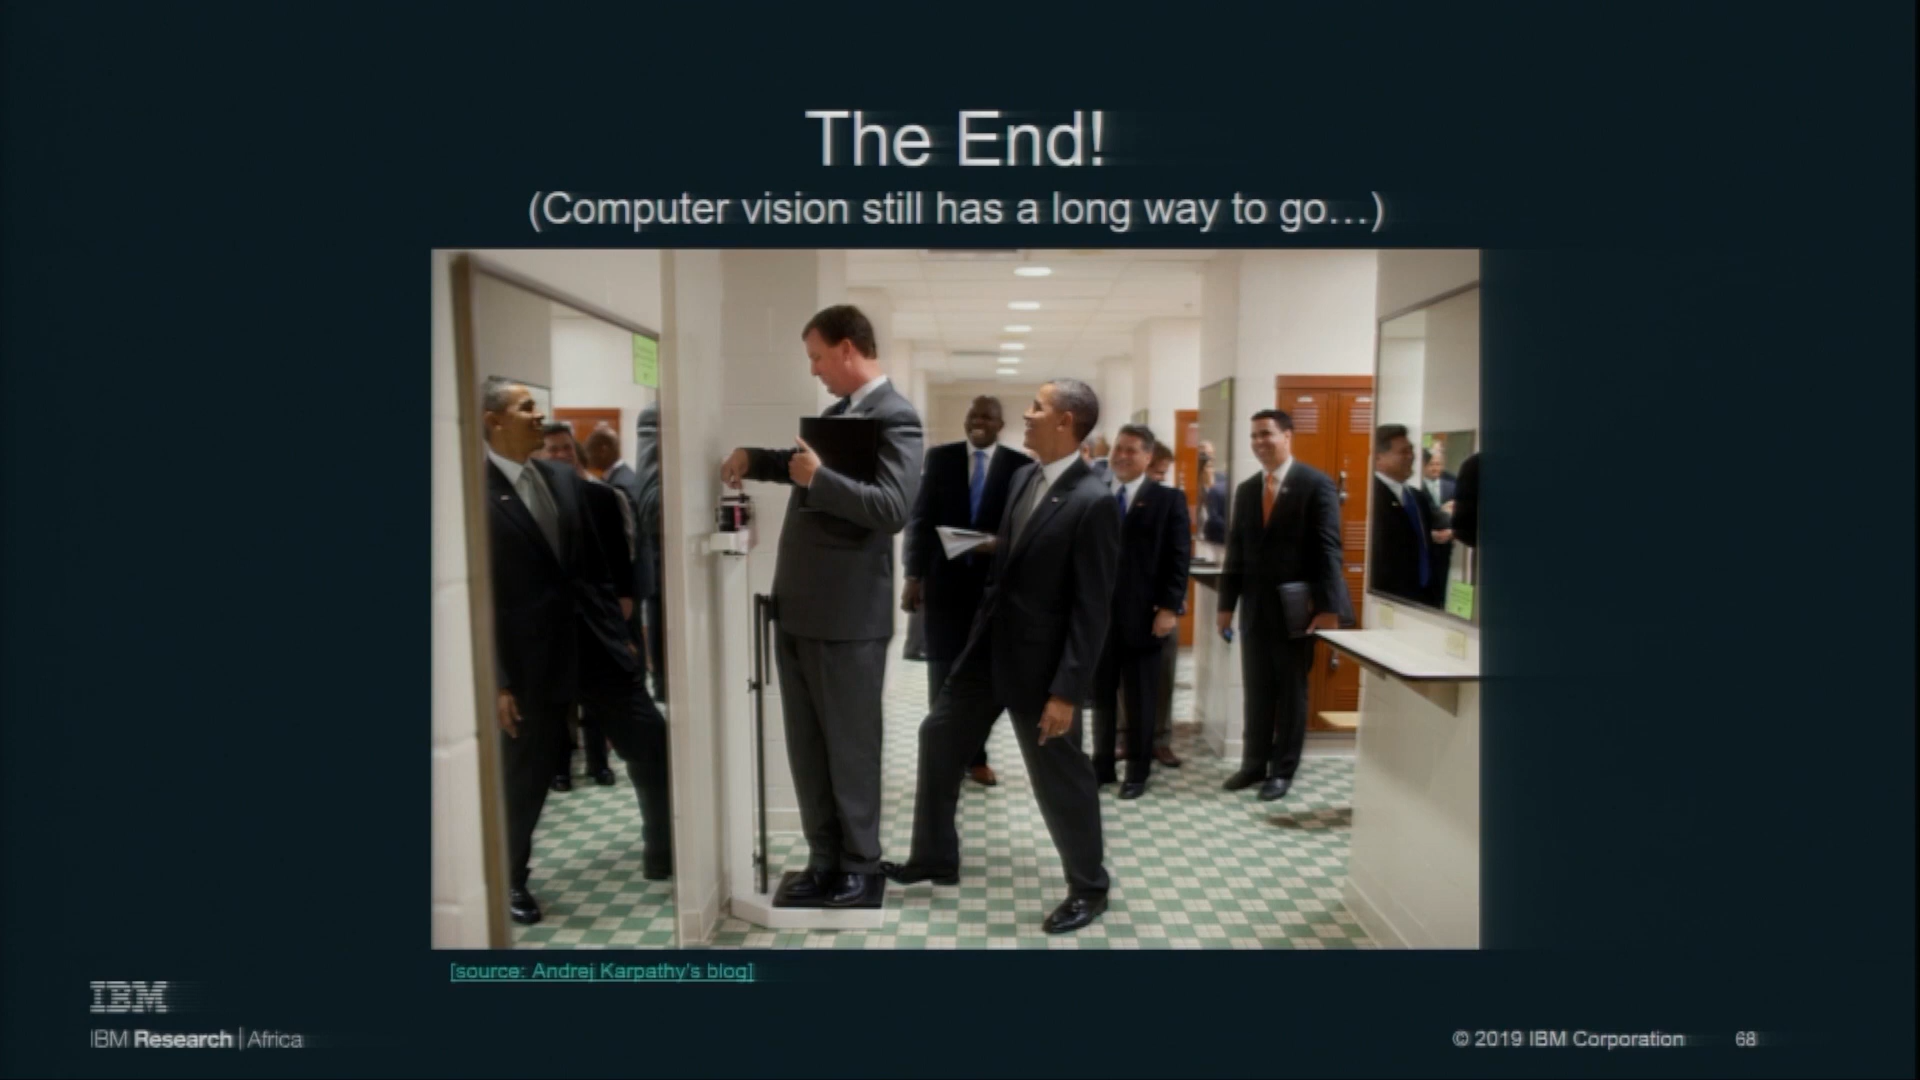 The End!
(Computer vision still has a long way to go...)
[source: Andrej Karpathy's blog]
IBM
IBM Research | Africa
© 2019 IBM Corporation 68